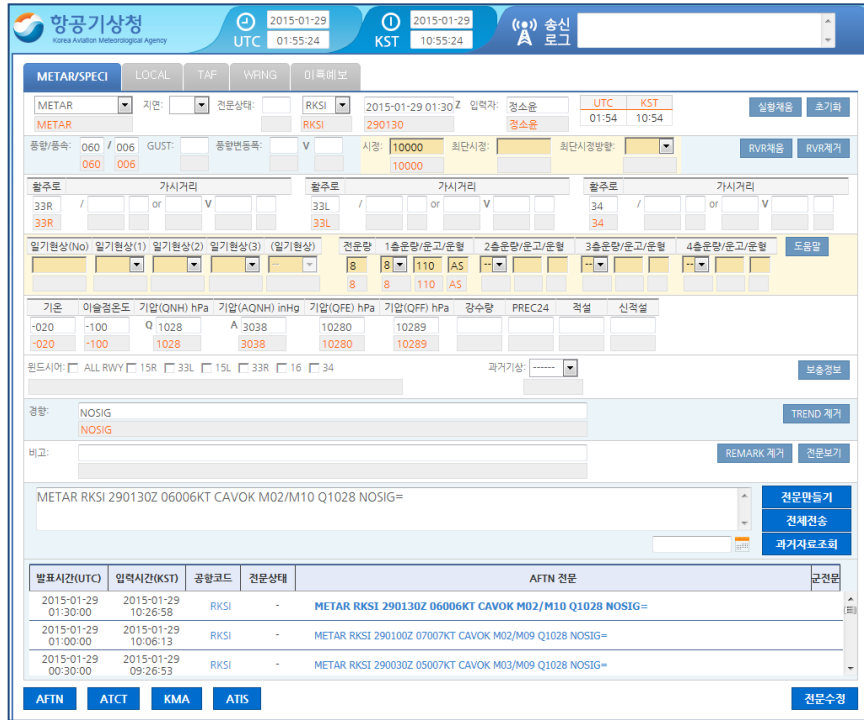 항공기상청
Korea Aviation Meteorological Agency
UTC 2015-01-29 01:55:24
KST 2015-01-29 10:55:24
송신 로그
METAR/SPECI LOCAL TAF WRNG 이륙예보
METAR 지연: 전문상태: RKSI 2015-01-29 01:30 Z 입력자: 정소윤 UTC KST 실황채움 초기화
METAR RKSI 290130 정소윤 01:54 10:54
풍향/풍속: 060 / 006 GUST: 풍향변동폭: V 시정: 10000 최단시정: 최단시정방향: RVR채움 RVR제거
060 006 10000
활주로 가시거리 활주로 가시거리 활주로 가시거리
33R / or V 33L / or V 34 / or V
33R 33L 34
일기현상(No) 일기현상(1) 일기현상(2) 일기현상(3) (일기현상) 전운량 1층운량/운고/운형 2층운량/운고/운형 3층운량/운고/운형 4층운량/운고/운형 도움말
-- 8 8 110 AS -- -- --
8 8 110 AS
기온 이슬점온도 기압(QNH) hPa 기압(AQNH) inHg 기압(QFE) hPa 기압(QFF) hPa 강수량 PREC24 적설 신적설
-020 -100 Q 1028 A 3038 10280 10289
-020 -100 1028 3038 10280 10289
윈드시어: ALL RWY 15R 33L 15L 33R 16 34 과거기상: ------ 보충정보
경향: NOSIG TREND 제거
NOSIG
비고: REMARK 제거 전문보기
METAR RKSI 290130Z 06006KT CAVOK M02/M10 Q1028 NOSIG= 전문만들기
전체전송
과거자료조회
발표시간(UTC) 입력시간(KST) 공항코드 전문상태 AFTN 전문 군전문
2015-01-29 01:30:00 2015-01-29 10:26:58 RKSI - METAR RKSI 290130Z 06006KT CAVOK M02/M10 Q1028 NOSIG=
2015-01-29 01:00:00 2015-01-29 10:06:13 RKSI - METAR RKSI 290100Z 07007KT CAVOK M02/M09 Q1028 NOSIG=
2015-01-29 00:30:00 2015-01-29 09:26:53 RKSI - METAR RKSI 290030Z 05007KT CAVOK M03/M09 Q1028 NOSIG=
AFTN ATCT KMA ATIS 전문수정